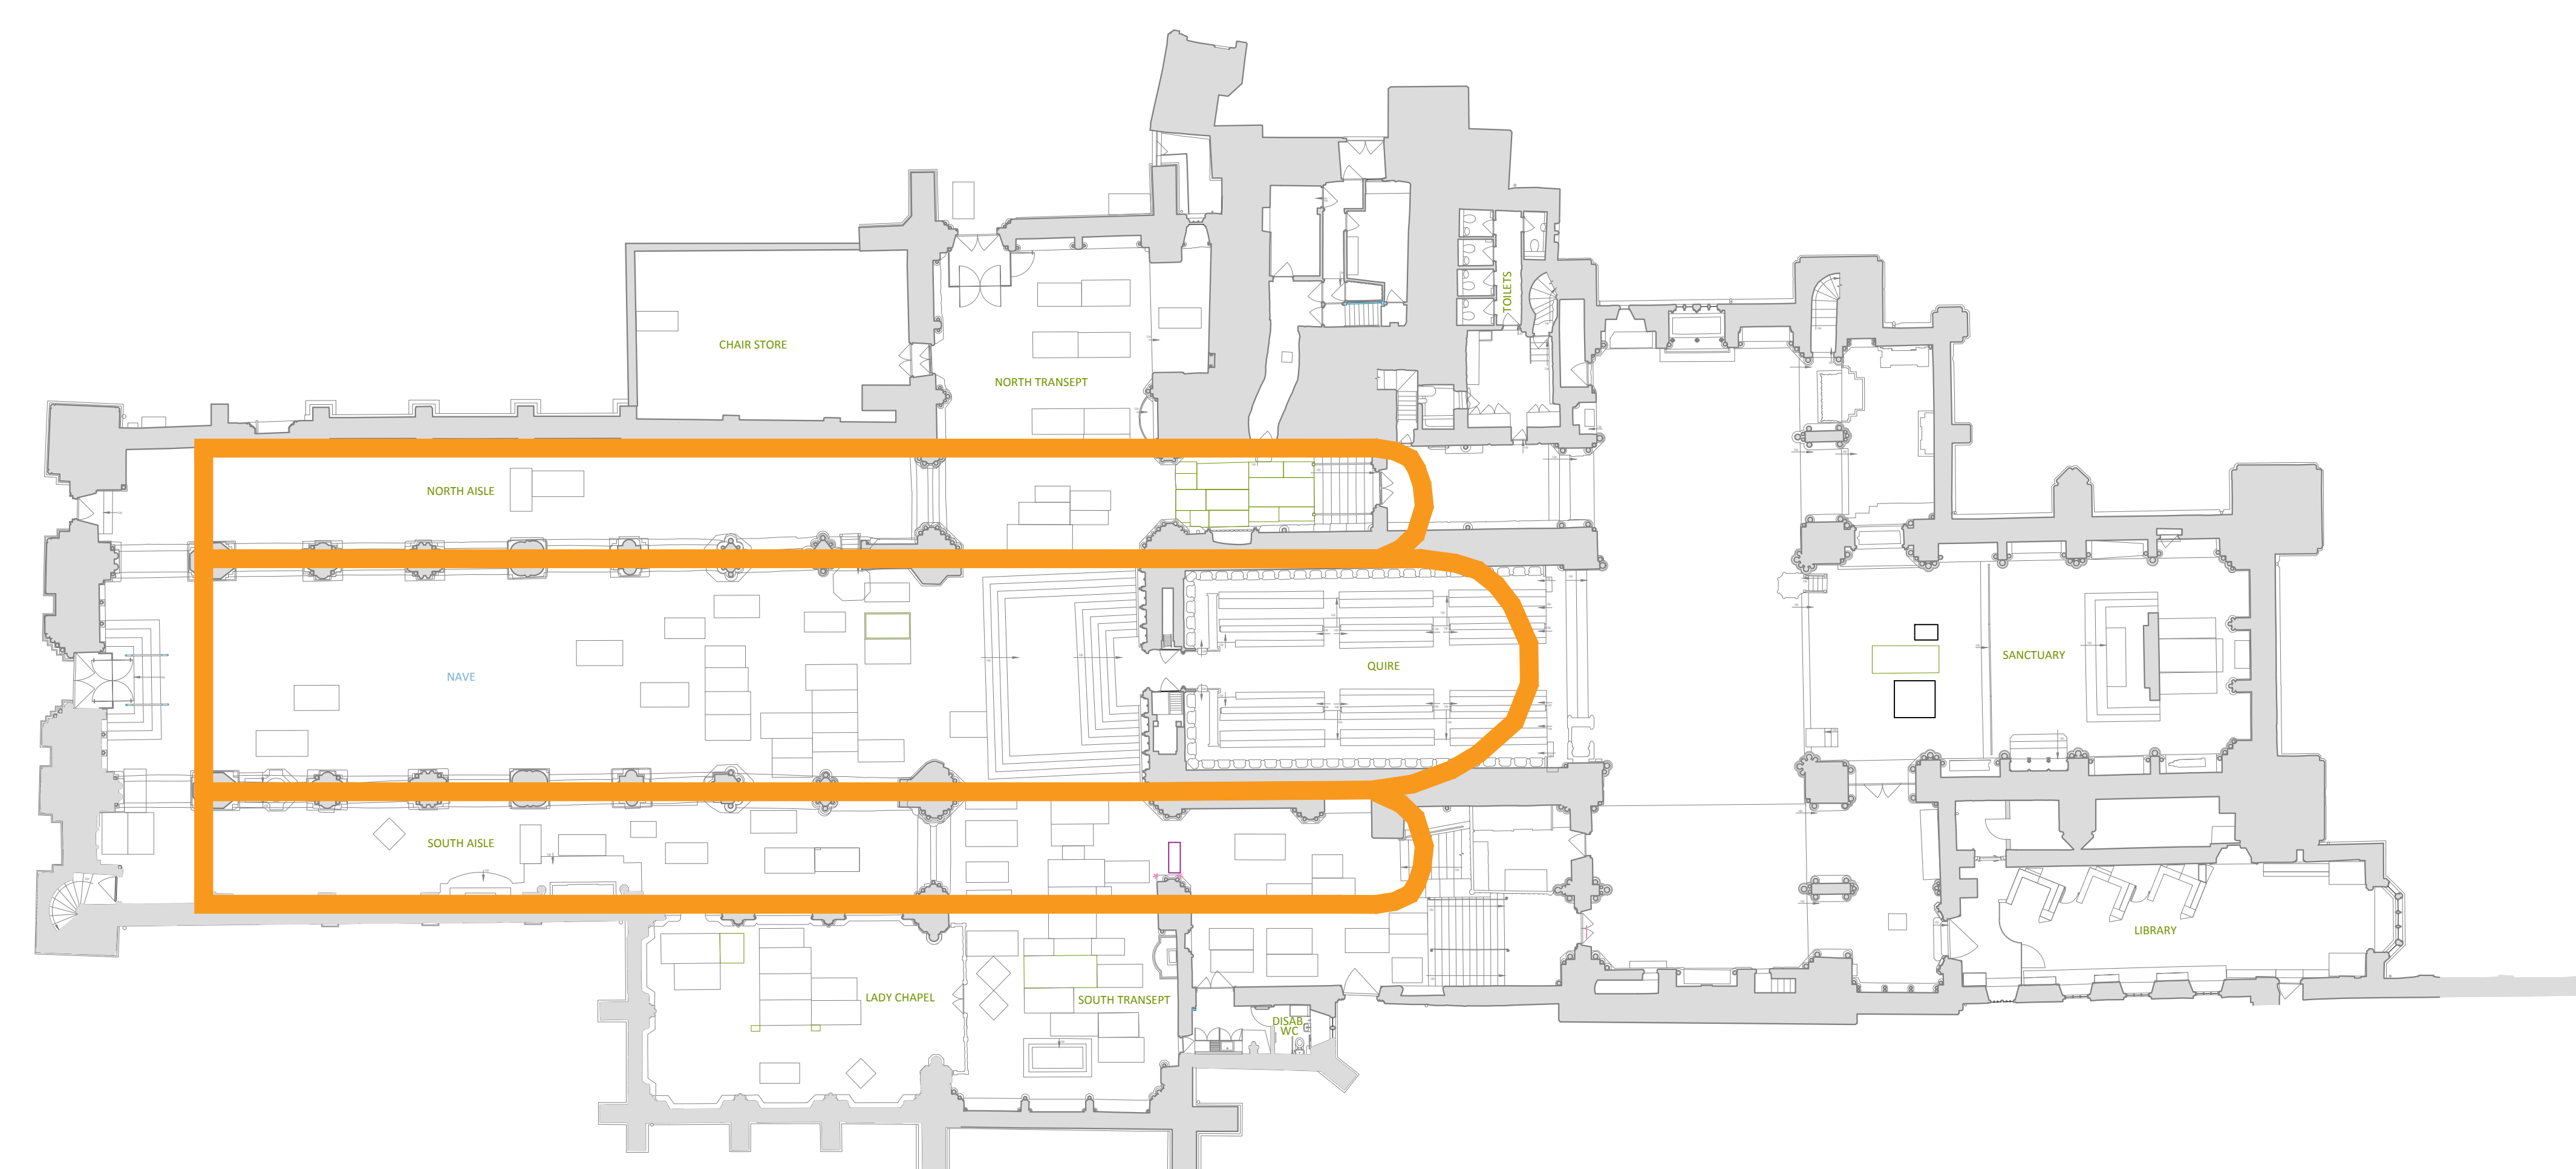 TOILETS
CHAIR STORE
NORTH TRANSEPT
NORTH AISLE
QUIRE
SANCTUARY
NAVE
SOUTH AISLE
LIBRARY
LADY CHAPEL
SOUTH TRANSEPT
DISAB.
WC